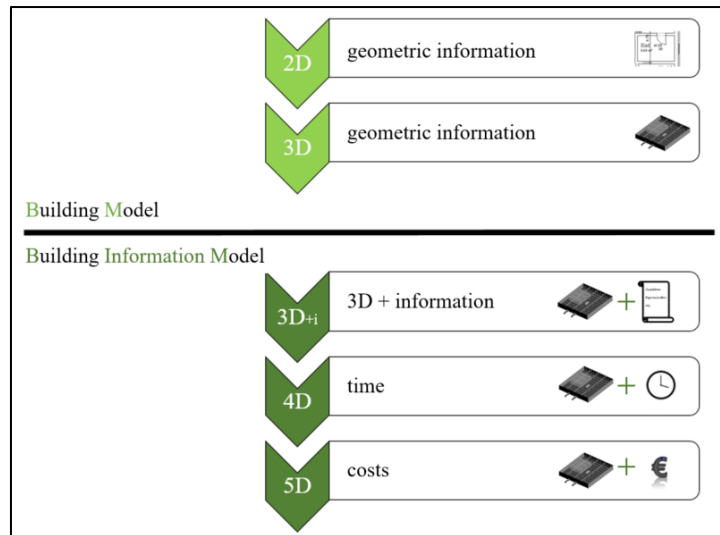 2D
geometric information
3D
geometric information
Building Model
Building Information Model
3D+i
3D + information
4D
time
5D
costs
€